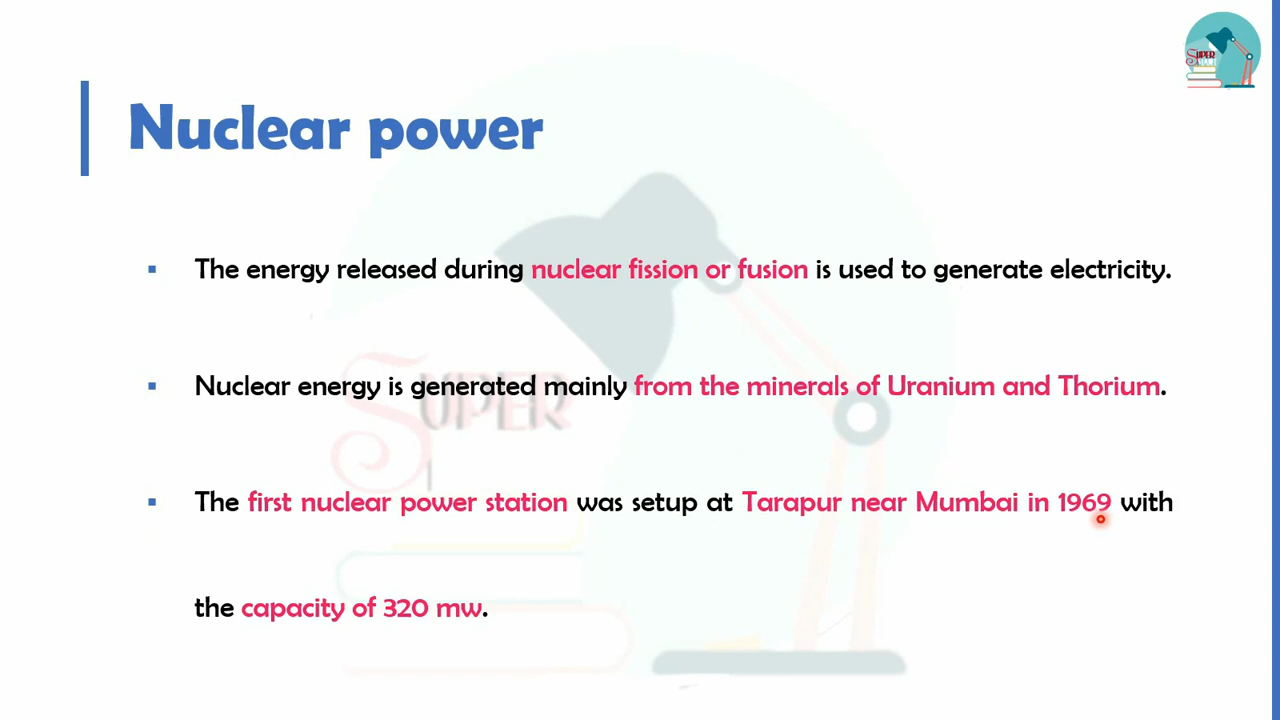 SUPER
Nuclear power
▪ The energy released during nuclear fission or fusion is used to generate electricity.
▪ Nuclear energy is generated mainly from the minerals of Uranium and Thorium.
SUPER
▪ The first nuclear power station was setup at Tarapur near Mumbai in 1969 with
the capacity of 320 mw.